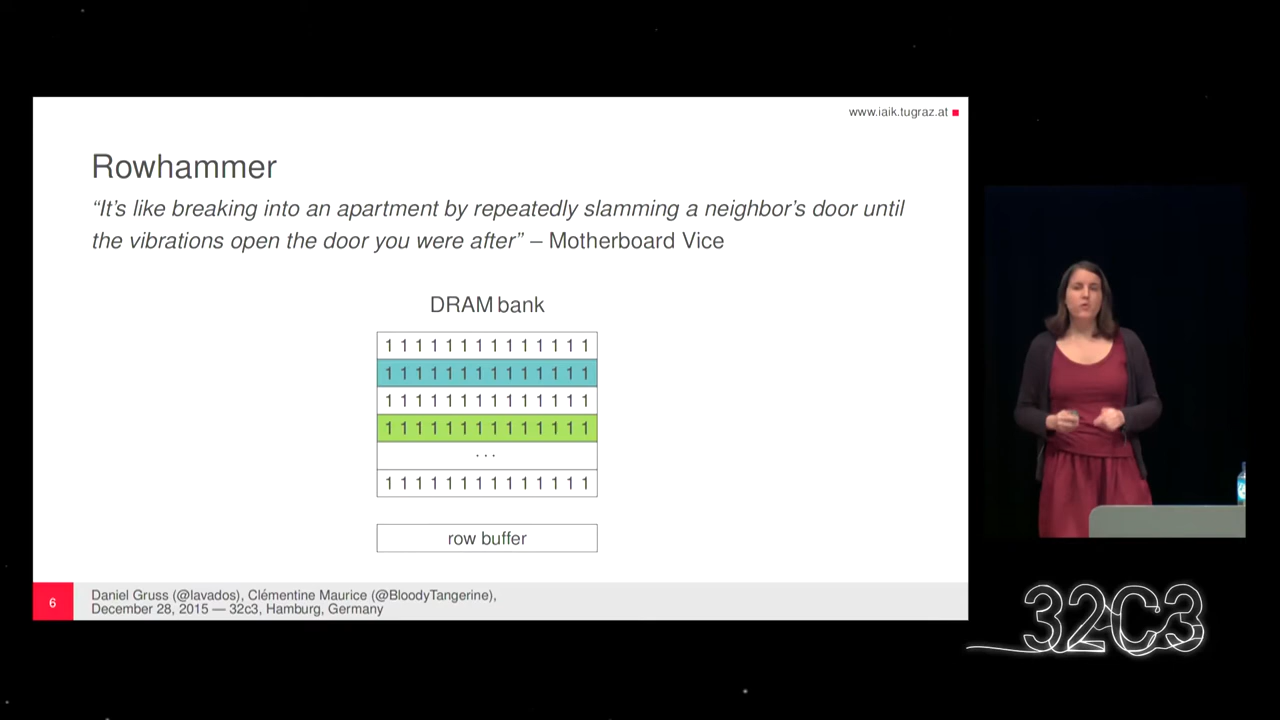 www.iaik.tugraz.at
Rowhammer
“It’s like breaking into an apartment by repeatedly slamming a neighbor’s door until
the vibrations open the door you were after” – Motherboard Vice
DRAM bank
1 1 1 1 1 1 1 1 1 1 1 1 1 1
1 1 1 1 1 1 1 1 1 1 1 1 1 1
1 1 1 1 1 1 1 1 1 1 1 1 1 1
1 1 1 1 1 1 1 1 1 1 1 1 1 1
...
1 1 1 1 1 1 1 1 1 1 1 1 1 1
row buffer
6
Daniel Gruss (@lavados), Clémentine Maurice (@BloodyTangerine),
December 28, 2015 — 32c3, Hamburg, Germany
32C3